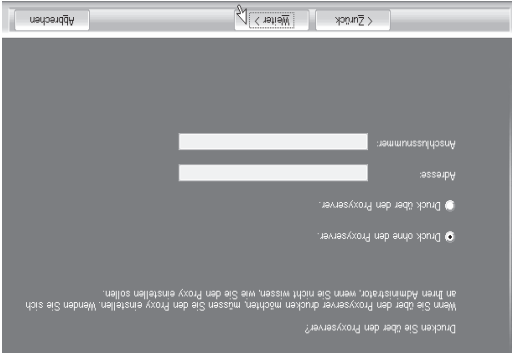 Drucken Sie über den Proxyserver?
Wenn Sie über den Proxyserver drucken möchten, müssen Sie den Proxy einstellen. Wenden Sie sich
an Ihren Administrator, wenn Sie nicht wissen, wie Sie den Proxy einstellen sollen.
Druck ohne den Proxyserver.
Druck über den Proxyserver.
Adresse:
Anschlussnummer:
< Zurück
Weiter >
Abbrechen